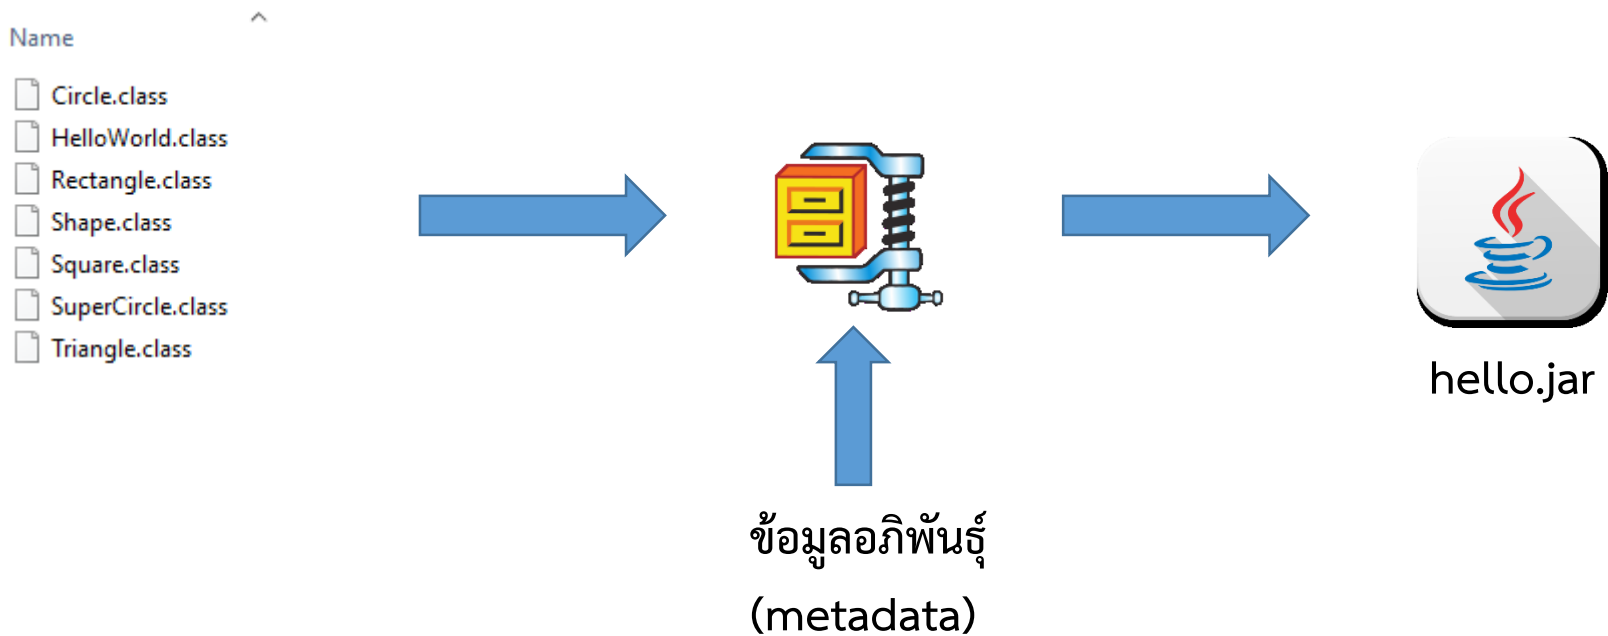 Name
Circle.class
HelloWorld.class
Rectangle.class
Shape.class
Square.class
SuperCircle.class
Triangle.class
hello.jar
ข้อมูลอภิพันธุ์
(metadata)